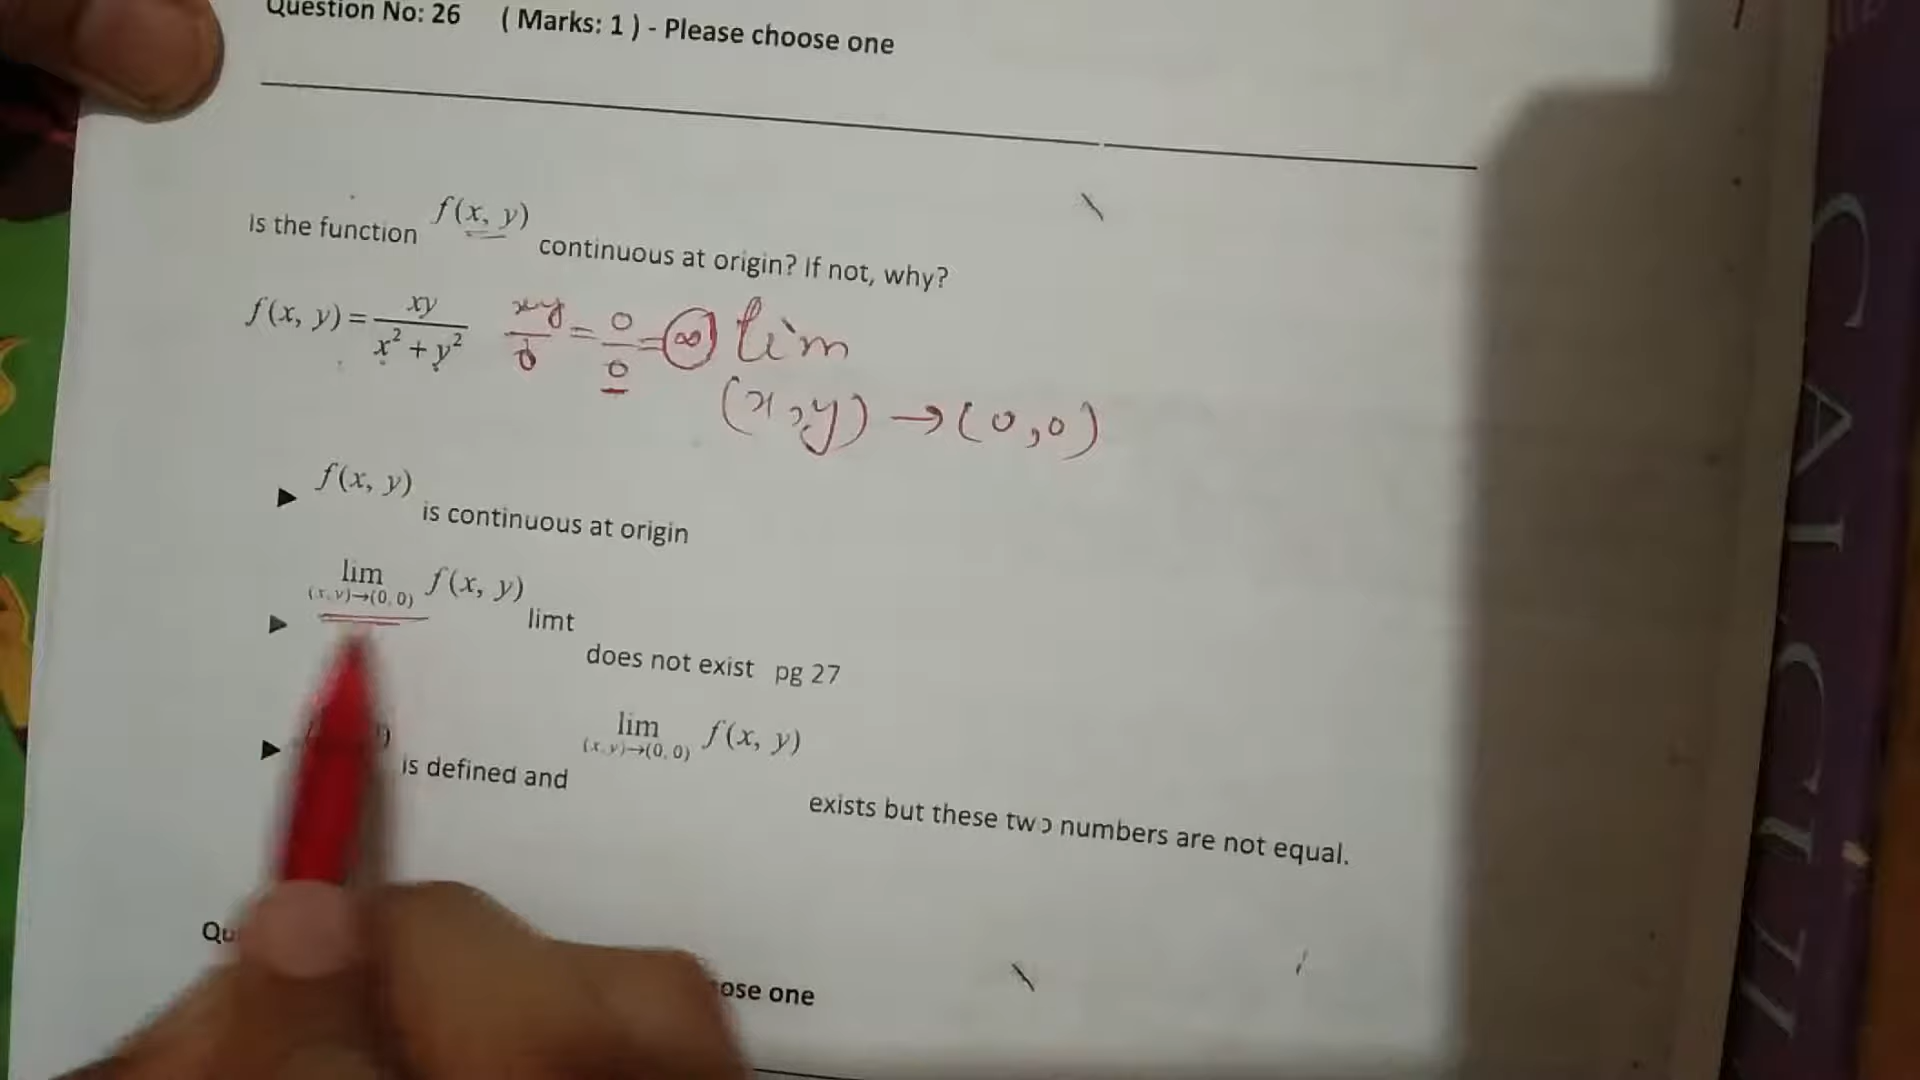 Question No: 26 ( Marks: 1 ) - Please choose one
Is the function f(x, y) continuous at origin? If not, why?
f(x, y) = xy / x² + y² xy/0 = 0/0 = ∞ lim
(x,y) → (0,0)
▶ f(x, y) is continuous at origin
▶ lim (x,y)→(0,0) f(x, y) limt
does not exist pg 27
▶ is defined and lim (x,y)→(0,0) f(x, y)
exists but these two numbers are not equal.
one